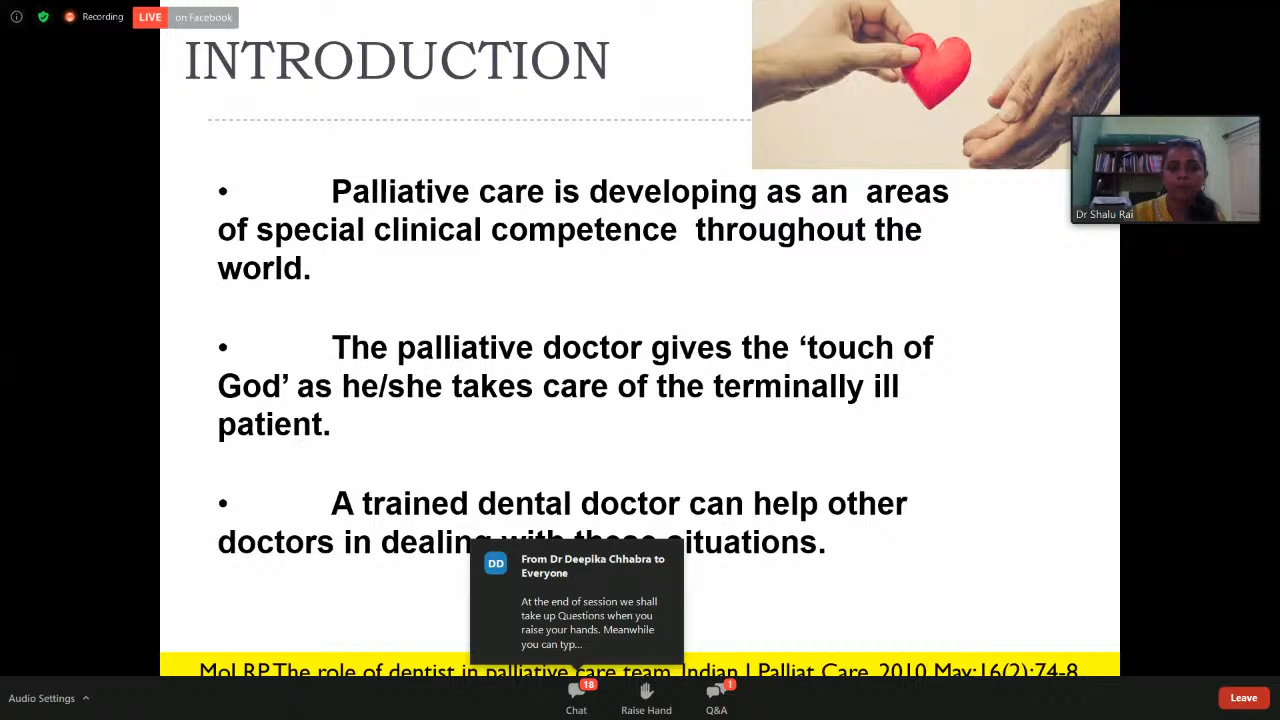 Recording
LIVE on Facebook
INTRODUCTION
Dr Shalu Rai
• Palliative care is developing as an areas
of special clinical competence throughout the
world.
• The palliative doctor gives the ‘touch of
God’ as he/she takes care of the terminally ill
patient.
• A trained dental doctor can help other
doctors in dealing with these situations.
DD
From Dr Deepika Chhabra to
Everyone
At the end of session we shall
take up Questions when you
raise your hands. Meanwhile
you can typ...
Mol RP.The role of dentist in palliative care team. Indian J Palliat Care. 2010 May;16(2):74-8
Audio Settings
18
Chat
Raise Hand
1
Q&A
Leave